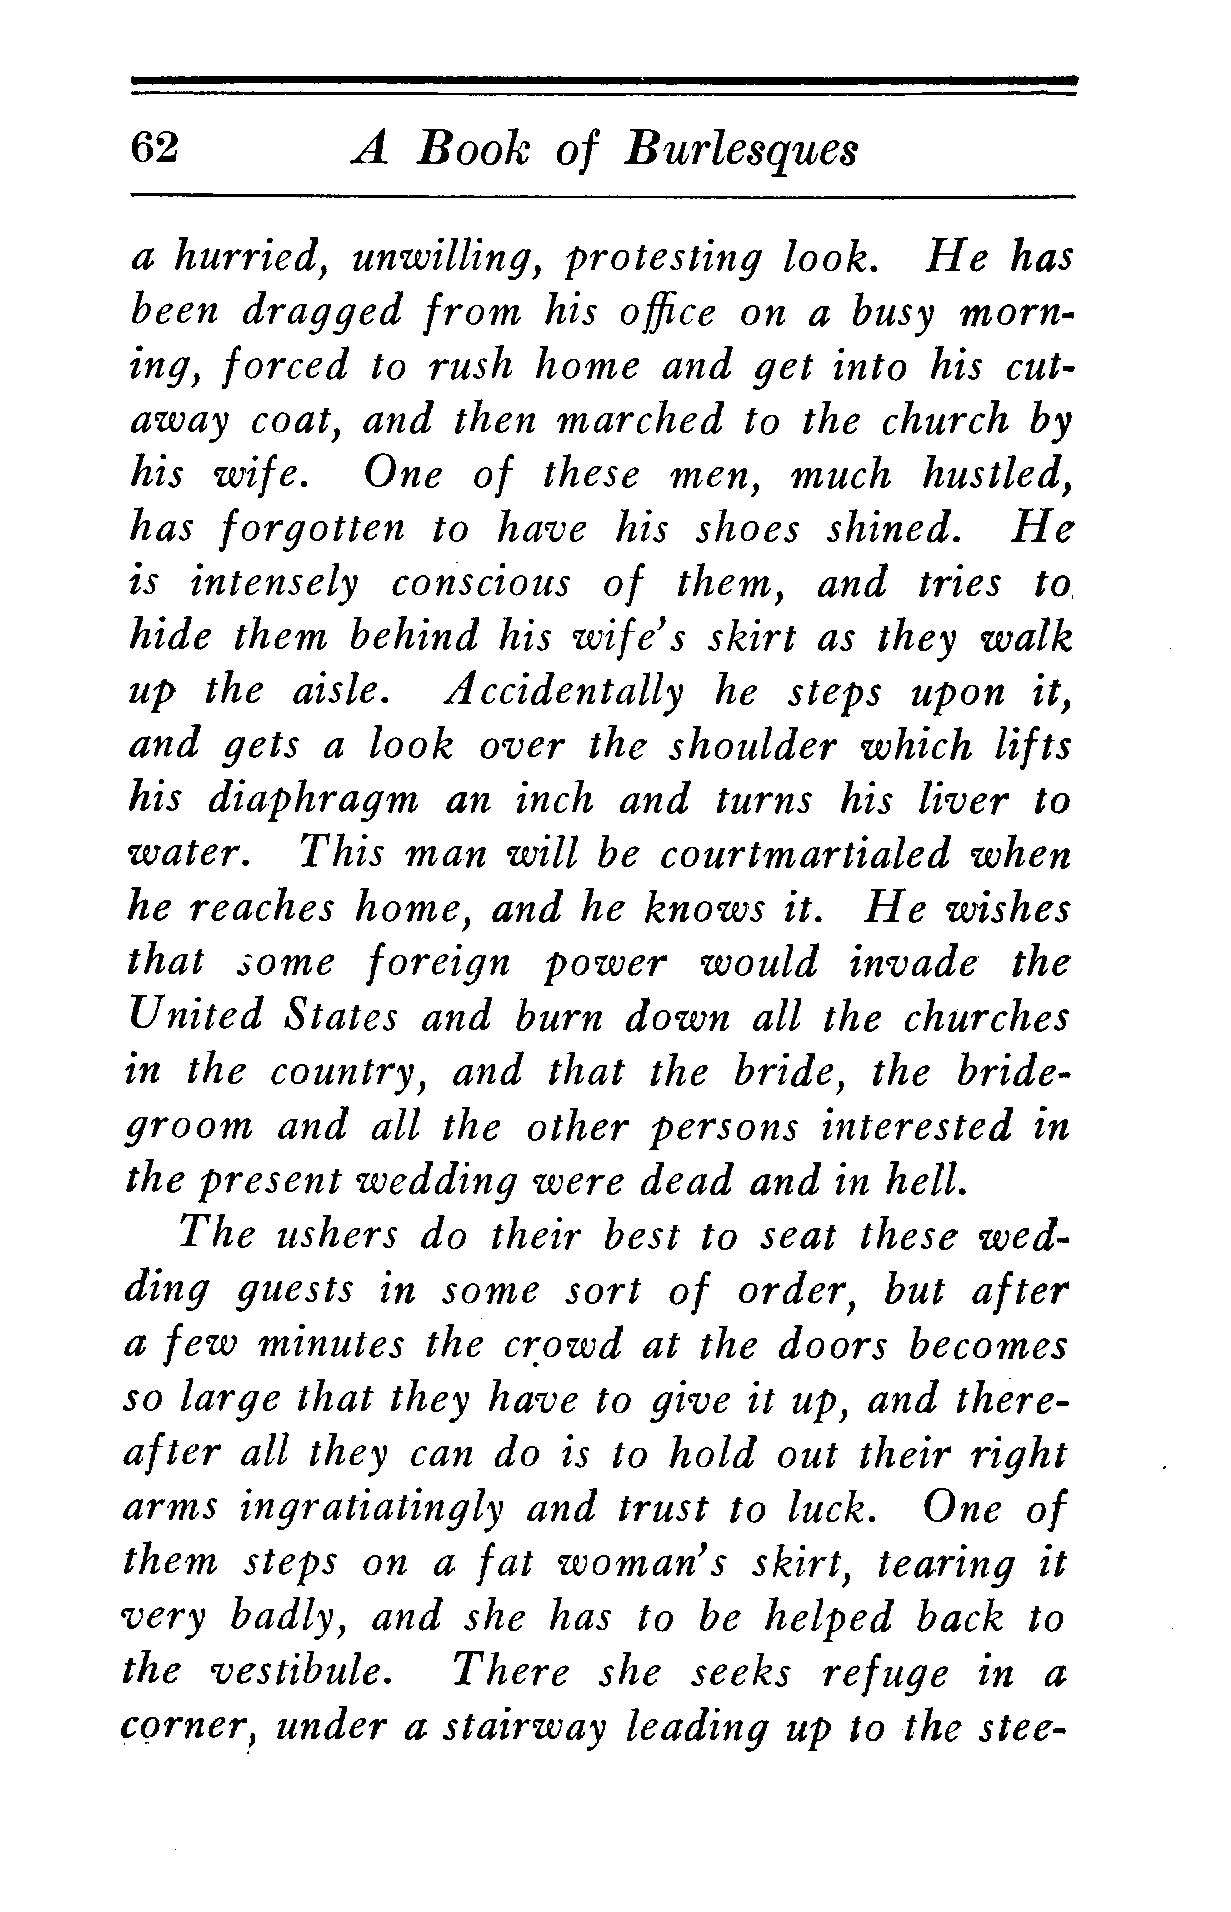 62 A Book of Burlesques
a hurried, unwilling, protesting look. He has
been dragged from his office on a busy morn-
ing, forced to rush home and get into his cut-
away coat, and then marched to the church by
his wife. One of these men, much hustled,
has forgotten to have his shoes shined. He
is intensely conscious of them, and tries to
hide them behind his wife's skirt as they walk
up the aisle. Accidentally he steps upon it,
and gets a look over the shoulder which lifts
his diaphragm an inch and turns his liver to
water. This man will be courtmartialed when
he reaches home, and he knows it. He wishes
that some foreign power would invade the
United States and burn down all the churches
in the country, and that the bride, the bride-
groom and all the other persons interested in
the present wedding were dead and in hell.
The ushers do their best to seat these wed-
ding guests in some sort of order, but after
a few minutes the crowd at the doors becomes
so large that they have to give it up, and there-
after all they can do is to hold out their right
arms ingratiatingly and trust to luck. One of
them steps on a fat woman's skirt, tearing it
very badly, and she has to be helped back to
the vestibule. There she seeks refuge in a
corner, under a stairway leading up to the stee-